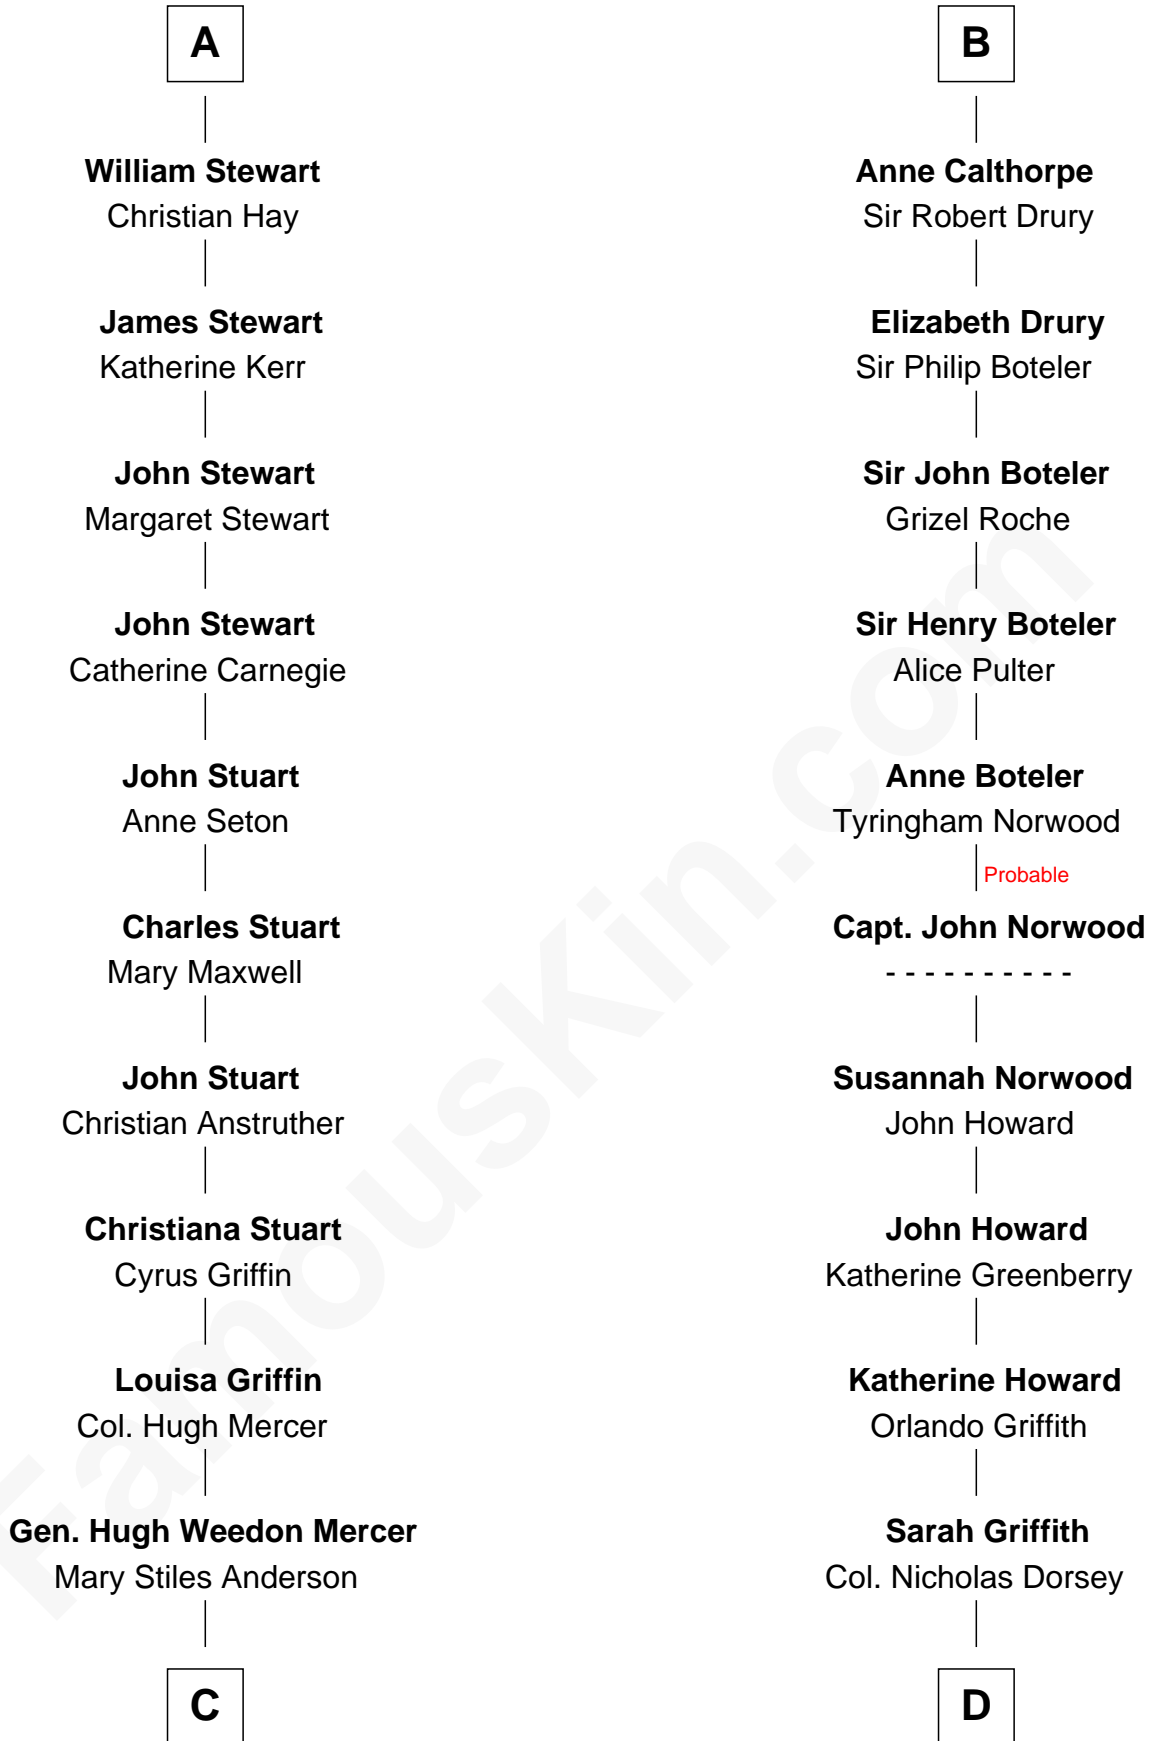 A
William Stewart
Christian Hay
James Stewart
Katherine Kerr
John Stewart
Margaret Stewart
John Stewart
Catherine Carnegie
John Stuart
Anne Seton
Charles Stuart
Mary Maxwell
John Stuart
Christian Anstruther
Christiana Stuart
Cyrus Griffin
Louisa Griffin
Col. Hugh Mercer
Gen. Hugh Weedon Mercer
Mary Stiles Anderson
C
B
Anne Calthorpe
Sir Robert Drury
Elizabeth Drury
Sir Philip Boteler
Sir John Boteler
Grizel Roche
Sir Henry Boteler
Alice Pulter
Anne Boteler
Tyringham Norwood
Probable
Capt. John Norwood
- - - - - - - - - -
Susannah Norwood
John Howard
John Howard
Katherine Greenberry
Katherine Howard
Orlando Griffith
Sarah Griffith
Col. Nicholas Dorsey
D
FamousKin.com